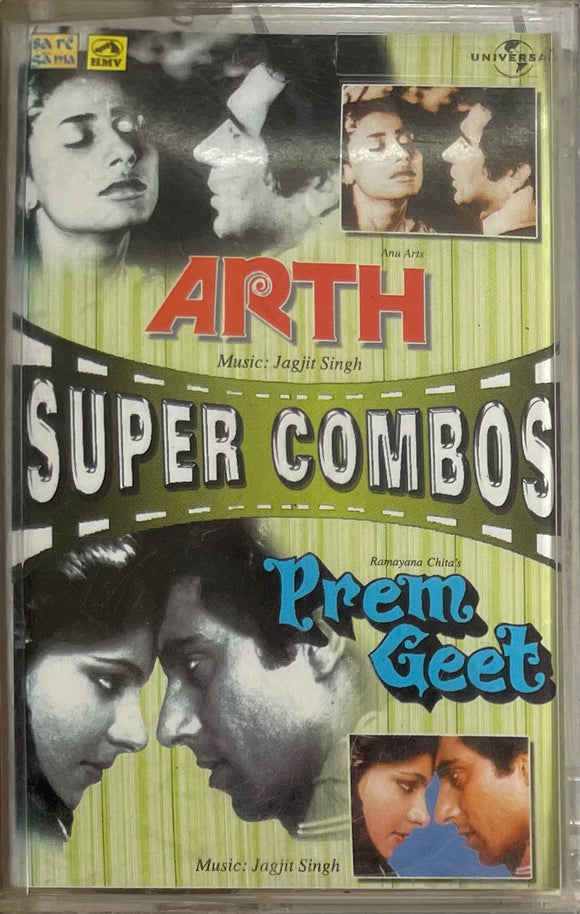 sa re
ga ma
HMV
UNIVERSAL
Anu Arts
ARTH
Music: Jagjit Singh
SUPER COMBOS
Ramayana Chita's
Prem
Geet
Music: Jagjit Singh